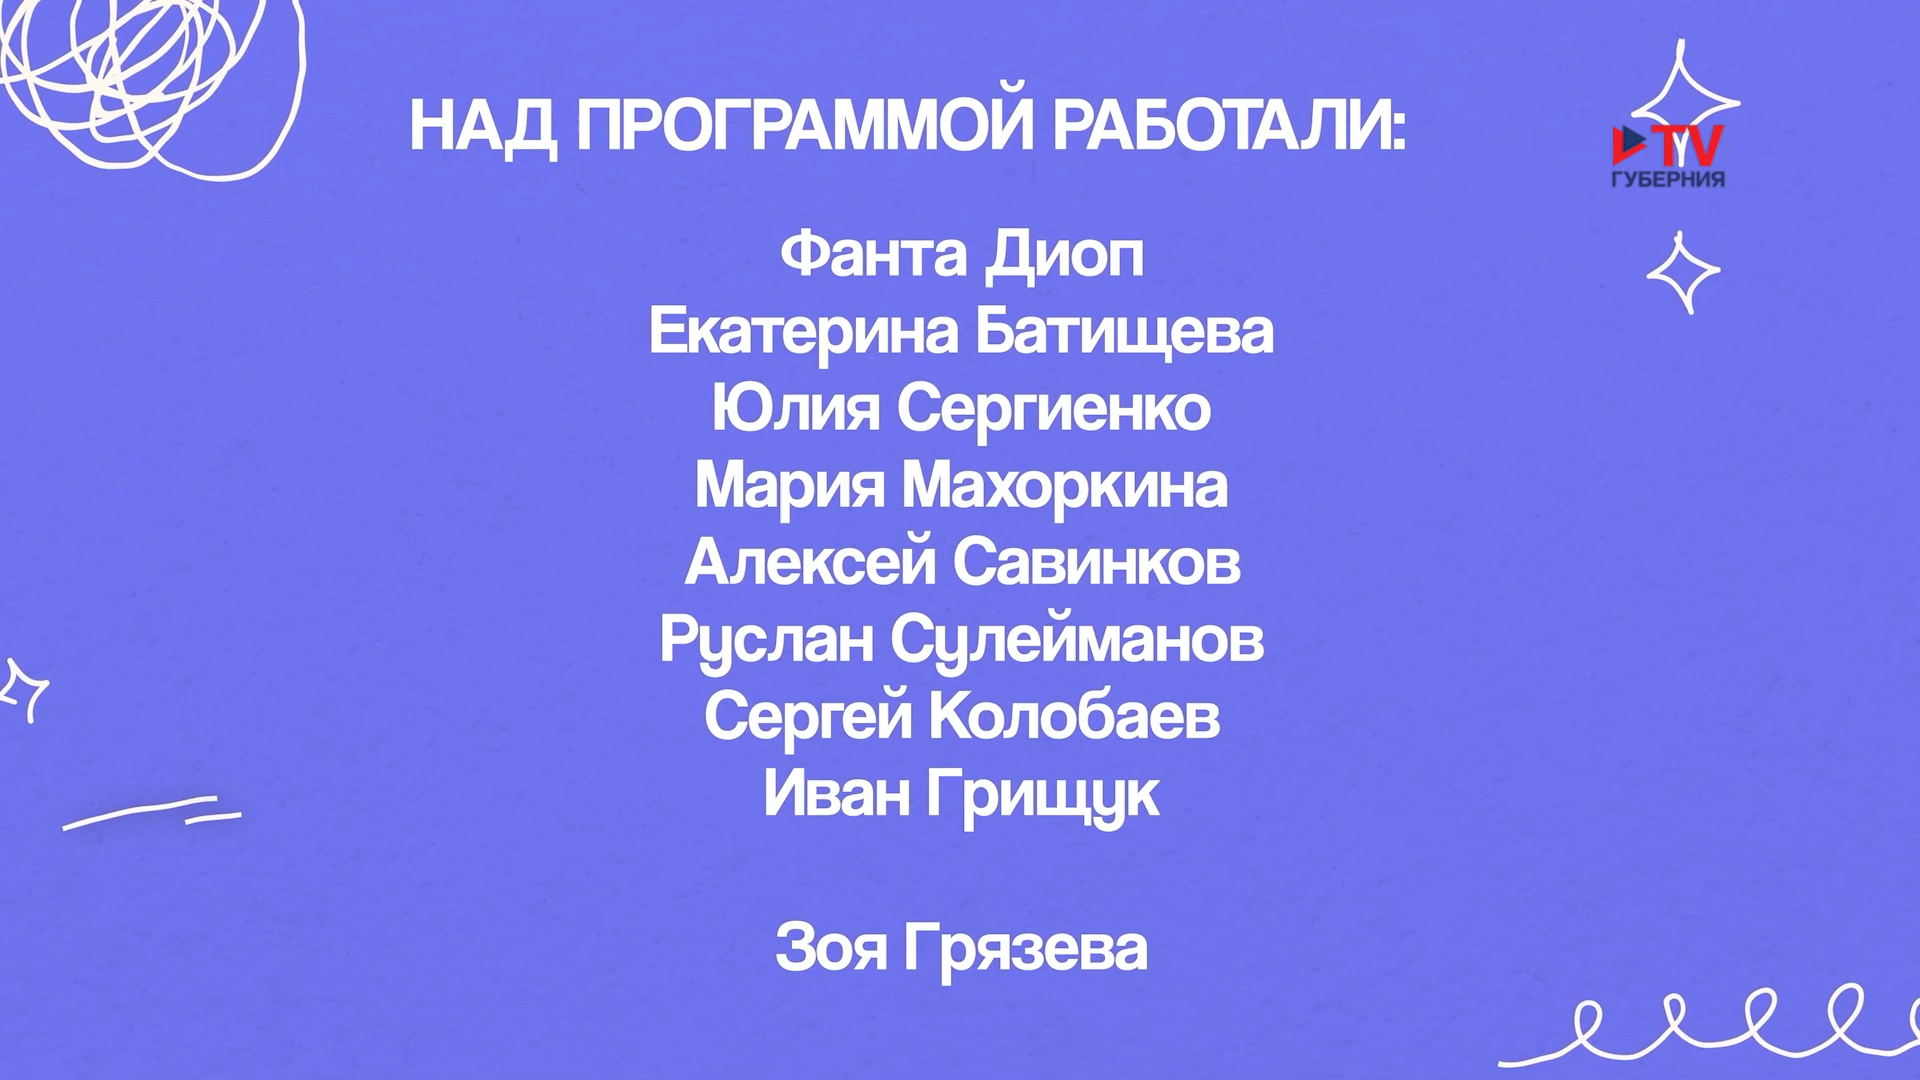 НАД ПРОГРАММОЙ РАБОТАЛИ:
TV
ГУБЕРНИЯ
Фанта Диоп
Екатерина Батищева
Юлия Сергиенко
Мария Махоркина
Алексей Савинков
Руслан Сулейманов
Сергей Колобаев
Иван Грищук
Зоя Грязева